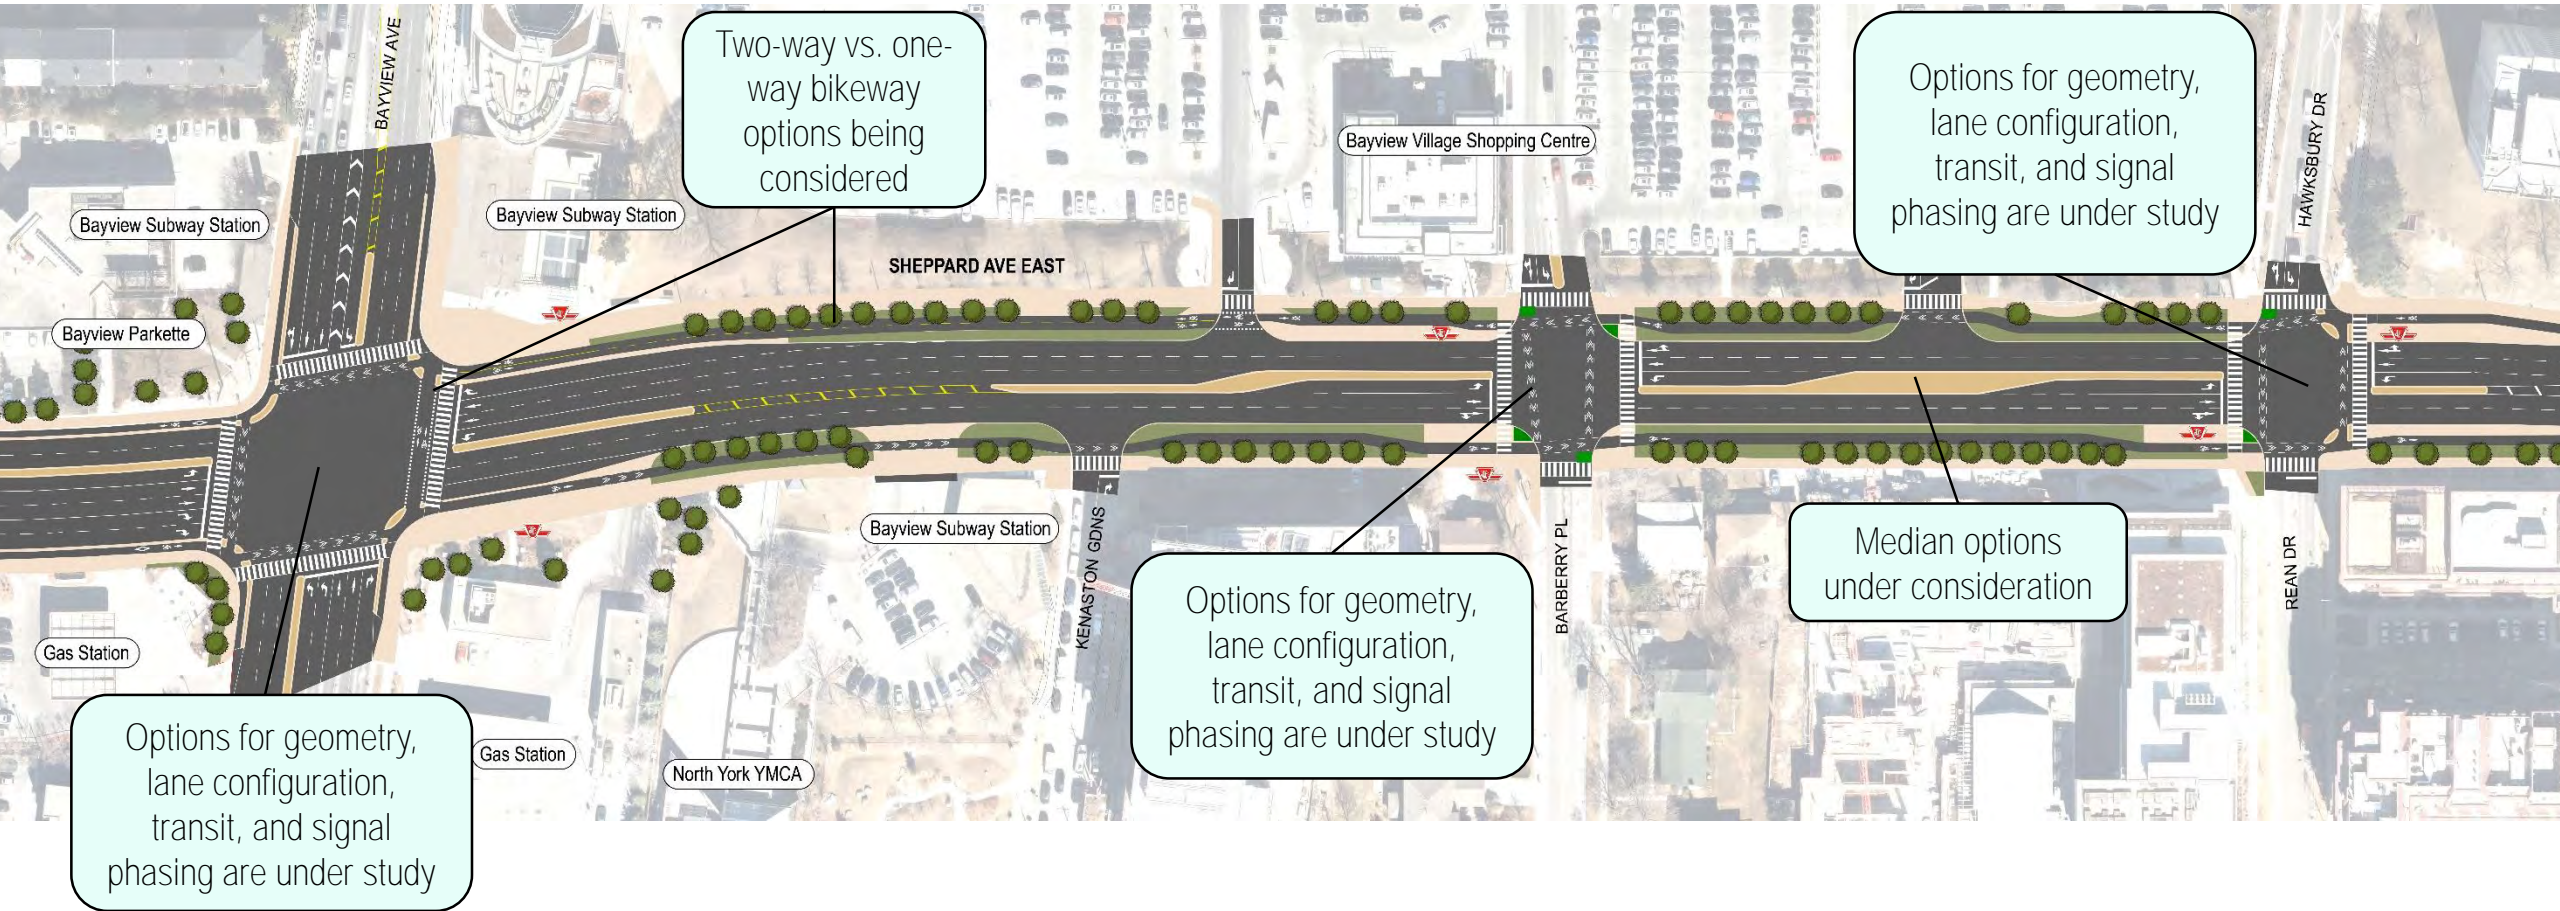 BAYVIEW AVE
Two-way vs. one-
way bikeway
options being
considered
Options for geometry,
lane configuration,
transit, and signal
phasing are under study
HAWKSBURY DR
Bayview Village Shopping Centre
Bayview Subway Station
Bayview Subway Station
SHEPPARD AVE EAST
Bayview Parkette
Bayview Subway Station
KENASTON GDNS
BARBERRY PL
REAN DR
Median options
under consideration
Options for geometry,
lane configuration,
transit, and signal
phasing are under study
Gas Station
Gas Station
North York YMCA
Options for geometry,
lane configuration,
transit, and signal
phasing are under study